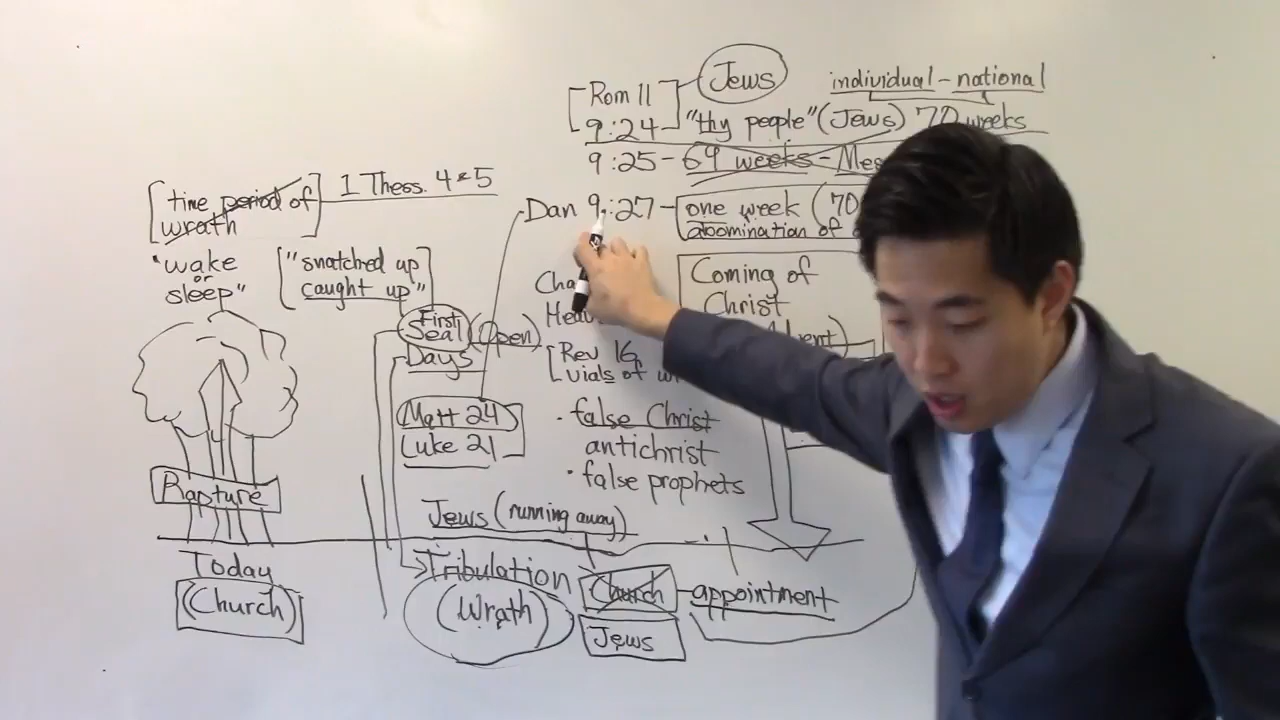 Jews
individual - national
Rom 11
9:24 "thy people" (Jews) 70 weeks
9:25 - 69 weeks -
Dan 9:27 - one week (70
abomination of
[time period of wrath] 1 Thess. 4 & 5
"wake
or
sleep"
"snatched up
caught up"
First
Seal (Open)
Days
Matt 24
Luke 21
Coming of
Christ
Rev 16
vials of
• false Christ
antichrist
• false prophets
Rapture
Jews (running away)
Today
(Church)
Tribulation
(Wrath)
Church - appointment
Jews